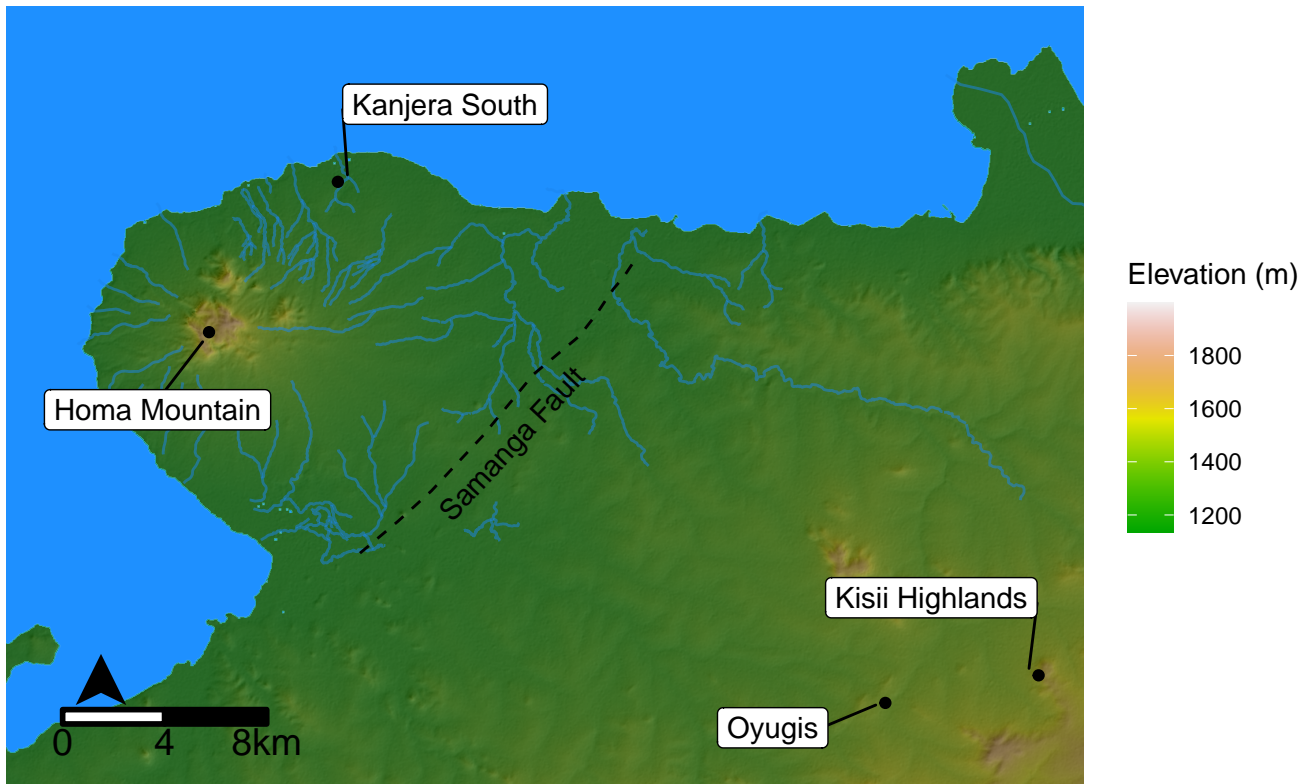 Kanjera South
Elevation (m)
1800
1600
1400
1200
Homa Mountain
Samanga Fault
Kisii Highlands
Oyugis
0 4 8km